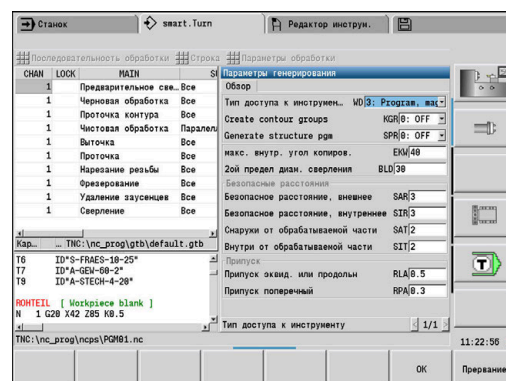 Станок
smart.Turn
Редактор инструм.
Последовательность обработки
Строка
Параметры обработки
CHAN LOCK MAIN
1 Предварительное све… Все
1 Черновая обработка Все
1 Проточка контура Все
1 Чистовая обработка Паралел
1 Выточка Все
1 Проточка Все
1 Нарезание резьбы Все
1 Фрезерование Все
1 Удаление заусенцев Все
1 Сверление Все
Кар… … TNC:\nc_prog\gtb\default.gtb
Параметры генерирования
Обзор
Тип доступа к инструмен… WD 3: Program, mag
Create contour groups KGR 0: OFF
Generate structure pgm SPR 0: OFF
макс. внутр. угол копиров. EKW 40
2ой предел диам. сверления BLD 30
Безопасные расстояния
Безопасное расстояние, внешнее SAR 3
Безопасное расстояние, внутреннее SIR 3
Снаружи от обрабатываемой части SAT 2
Внутри от обрабатываемой части SIT 2
Припуск
Припуск эквид. или продольн RLA 0.5
Припуск поперечный RPA 0.3
Тип доступа к инструменту 1/1
T6 ID"S-FRAES-10-25"
T7 ID"A-GEW-60-2"
T9 ID"A-STECH-4-20"
ROHTEIL [ Workpiece blank ]
N 1 G20 X42 Z85 K0.5
TNC:\nc_prog\ncps\PGM01.nc
T
11:22:56
OK
Прервание